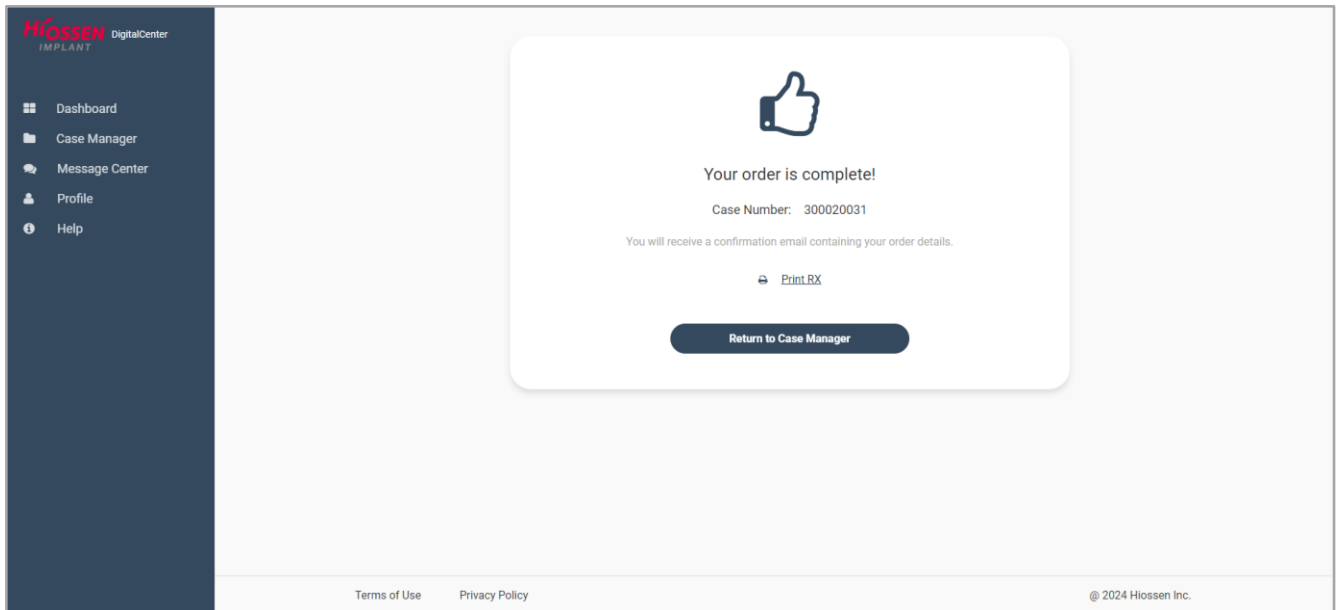 HiOSSEN DigitalCenter
IMPLANT
Dashboard
Case Manager
Message Center
Profile
Help
Your order is complete!
Case Number: 300020031
You will receive a confirmation email containing your order details.
Print RX
Return to Case Manager
Terms of Use Privacy Policy @ 2024 Hiossen Inc.